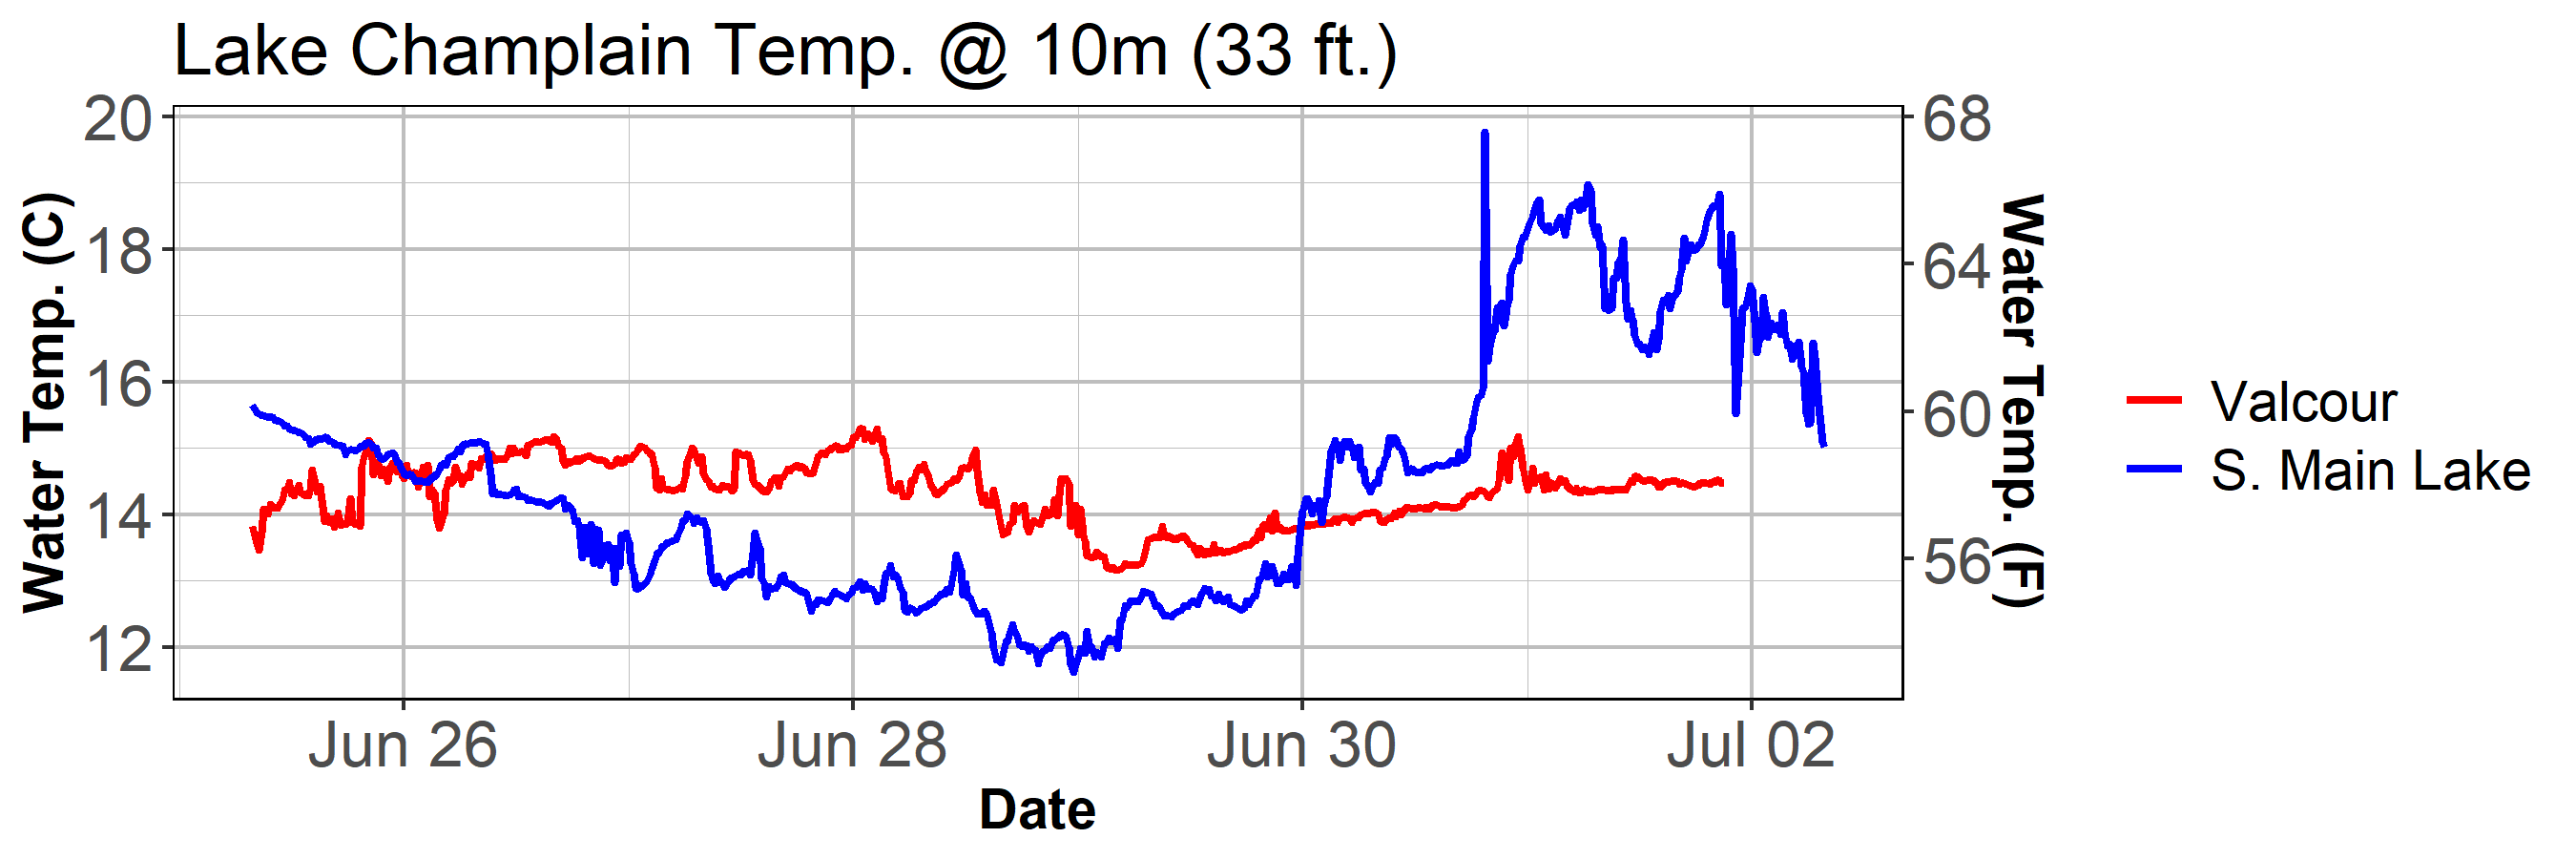 Lake Champlain Temp. @ 10m (33 ft.)
Water Temp. (C)
20
18
16
14
12
68
64
60
56
Water Temp. (F)
Jun 26
Jun 28
Jun 30
Jul 02
Date
Valcour
S. Main Lake